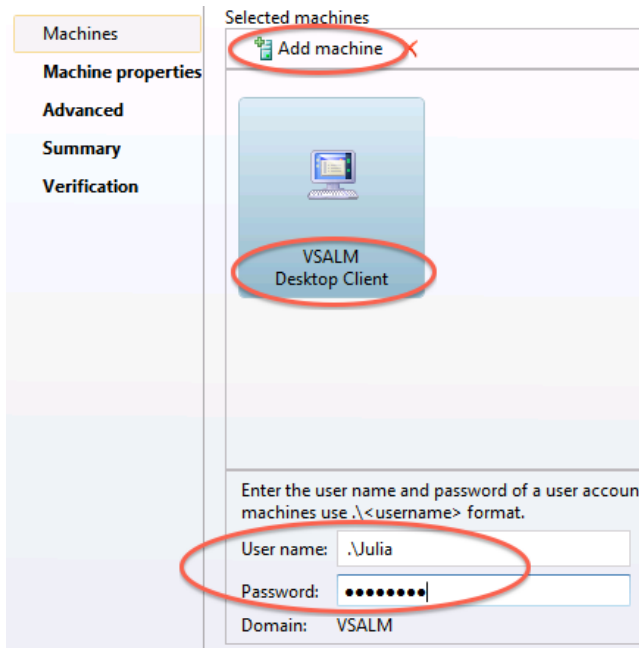 Machines
Machine properties
Advanced
Summary
Verification
Selected machines
Add machine
VSALM
Desktop Client
Enter the user name and password of a user accoun
machines use .\<username> format.
User name: .\Julia
Password: ••••••••
Domain: VSALM